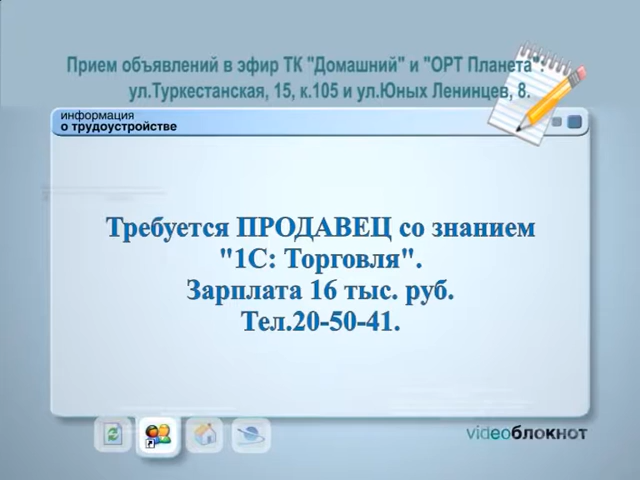 Прием объявлений в эфир ТК "Домашний" и "ОРТ Планета":
ул.Туркестанская, 15, к.105 и ул.Юных Ленинцев, 8.
информация
о трудоустройстве
Требуется ПРОДАВЕЦ со знанием
"1С: Торговля".
Зарплата 16 тыс. руб.
Тел.20-50-41.
videoблокнот